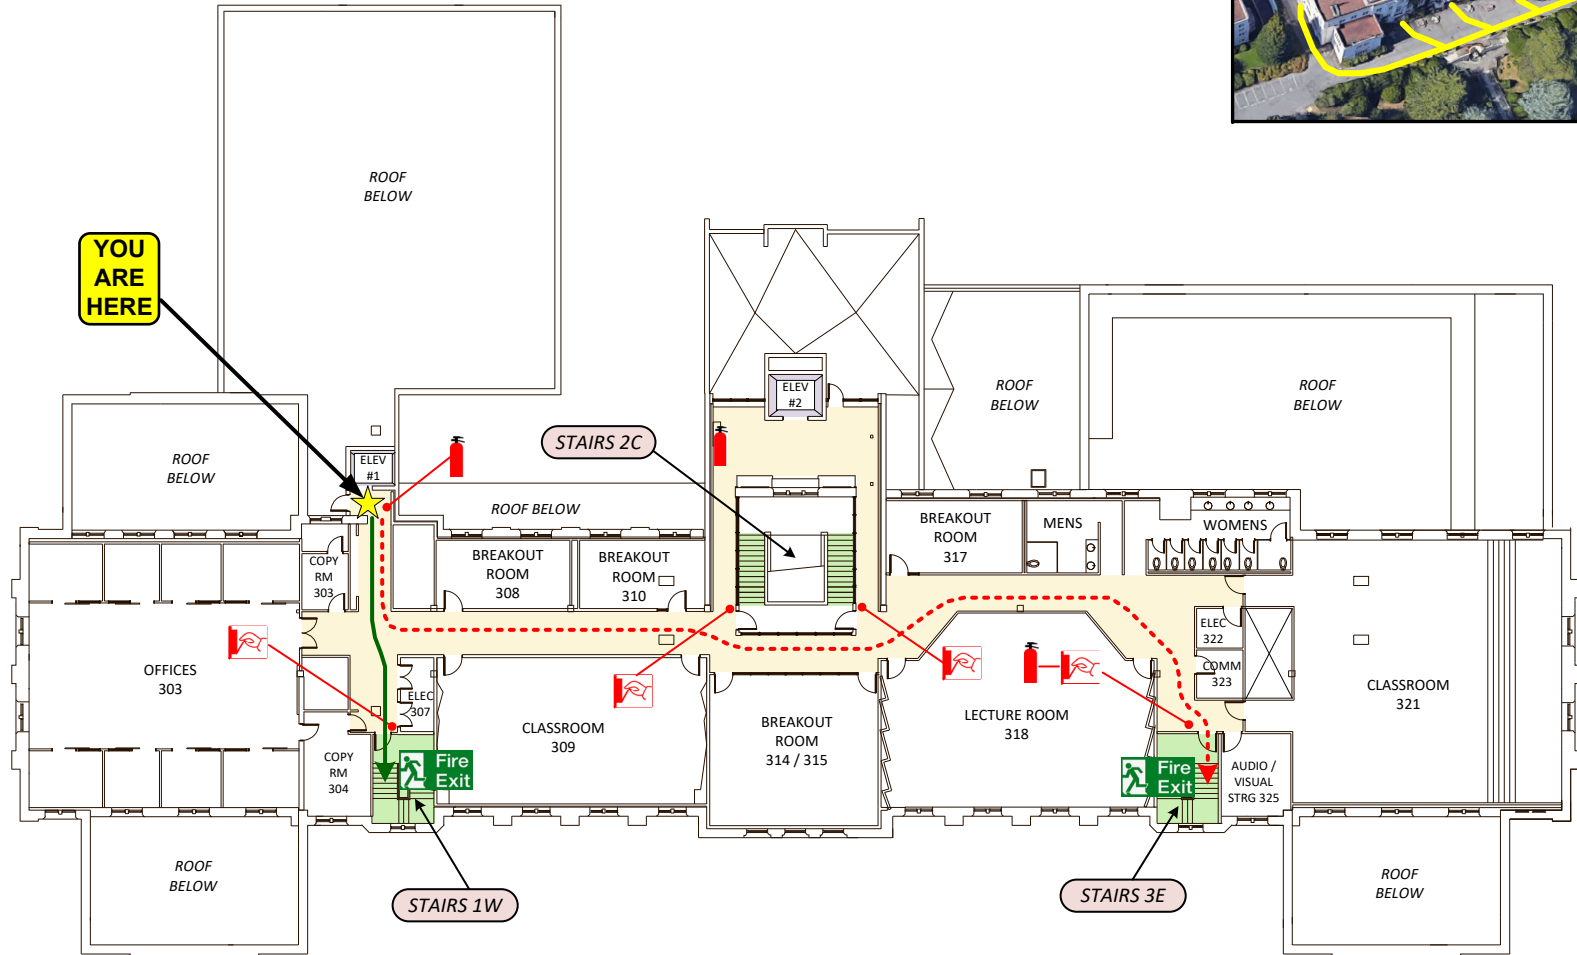 ROOF
BELOW
YOU
ARE
HERE
ELEV
#2
ROOF
BELOW
ROOF
BELOW
STAIRS 2C
ROOF
BELOW
ELEV
#1
ROOF BELOW
BREAKOUT
ROOM
317
MENS
WOMENS
COPY
RM
303
BREAKOUT
ROOM
308
BREAKOUT
ROOM
310
ELEC
322
OFFICES
303
COMM
323
CLASSROOM
321
ELEC
307
CLASSROOM
309
BREAKOUT
ROOM
314 / 315
LECTURE ROOM
318
COPY
RM
304
Fire
Exit
Fire
Exit
AUDIO /
VISUAL
STRG 325
ROOF
BELOW
STAIRS 1W
STAIRS 3E
ROOF
BELOW